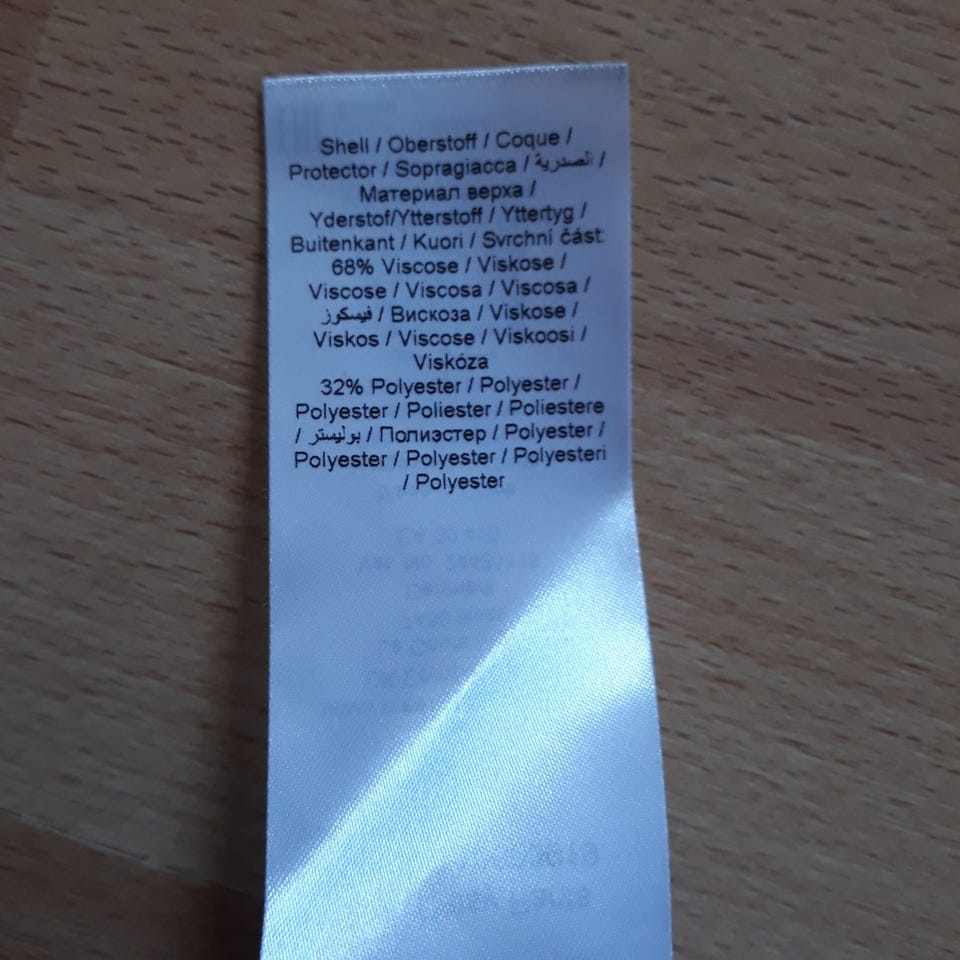 Shell / Oberstoff / Coque /
Protector / Sopragiacca / الصدرية /
Материал верха /
Yderstof/Ytterstoff / Yttertyg /
Buitenkant / Kuori / Svrchní část:
68% Viscose / Viskose /
Viscose / Viscosa / Viscosa /
فيسكوز / Вискоза / Viskose /
Viskos / Viscose / Viskoosi /
Viskóza
32% Polyester / Polyester /
Polyester / Poliester / Poliestere
/ بوليستر / Полиэстер / Polyester /
Polyester / Polyester / Polyesteri
/ Polyester